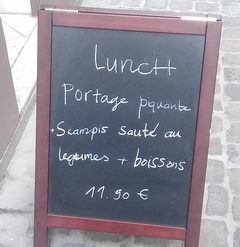 Lunch
Portage piquante
+ Scampis sauté au
legumes + boissons
11.90 €